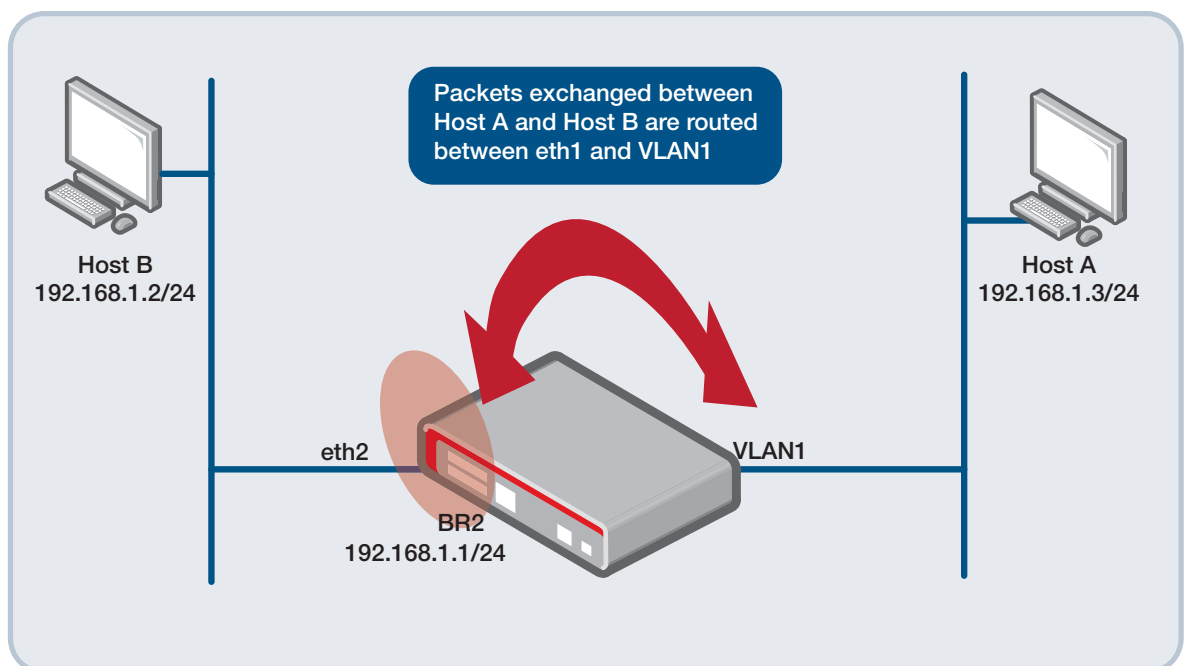 Packets exchanged between
Host A and Host B are routed
between eth1 and VLAN1
Host B
192.168.1.2/24
Host A
192.168.1.3/24
eth2
VLAN1
BR2
192.168.1.1/24